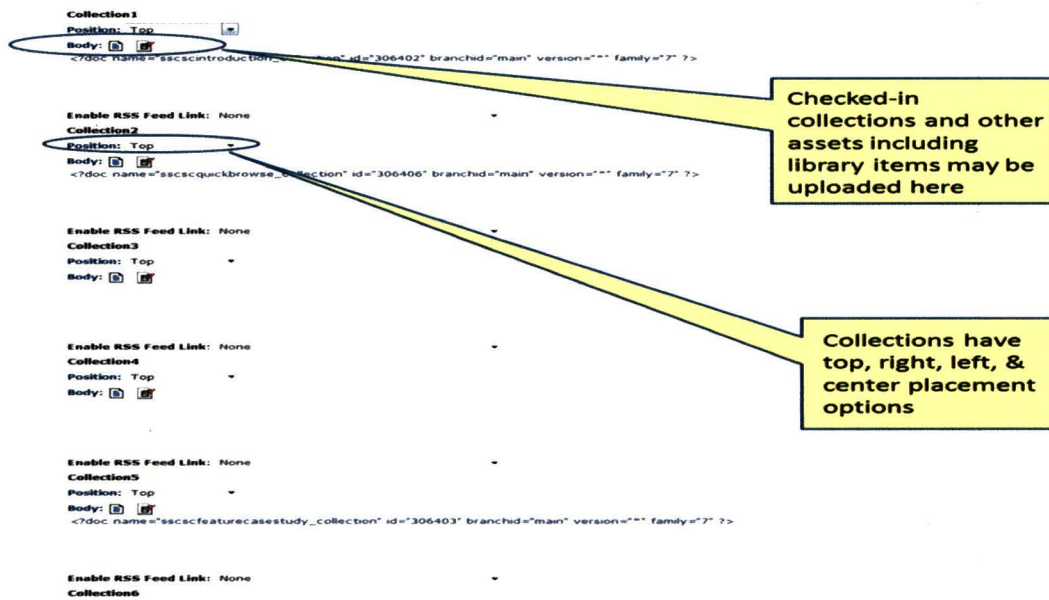 Collection1
Position: Top
Body:
<?doc name="sscscintroduction_ id="306402" branchid="main" version="*" family="7" ?>
Enable RSS Feed Link: None
Collection2
Position: Top
Body:
<?doc name="sscscquickbrowse_collection" id="306406" branchid="main" version="*" family="7" ?>
Enable RSS Feed Link: None
Collection3
Position: Top
Body:
Enable RSS Feed Link: None
Collection4
Position: Top
Body:
Enable RSS Feed Link: None
Collection5
Position: Top
Body:
<?doc name="sscscfeaturecasestudy_collection" id="306403" branchid="main" version="*" family="7" ?>
Enable RSS Feed Link: None
Collection6
Checked-in
collections and other
assets including
library items may be
uploaded here
Collections have
top, right, left, &
center placement
options